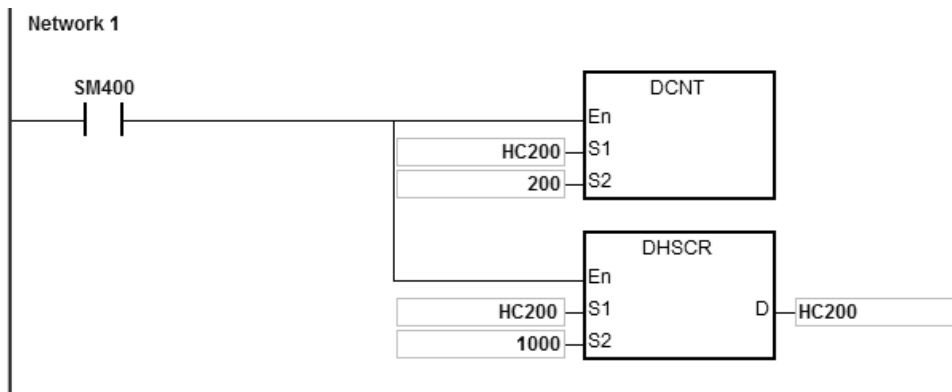 Network 1
SM400
DCNT
En
HC200 S1
200 S2
DHSCR
En
HC200 S1 D HC200
1000 S2